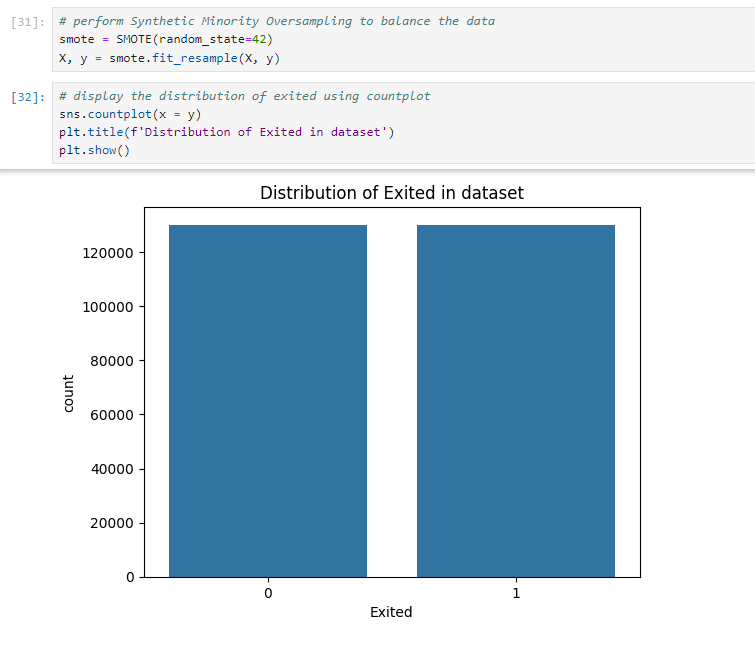 [31]: # perform Synthetic Minority Oversampling to balance the data
smote = SMOTE(random_state=42)
X, y = smote.fit_resample(X, y)
[32]: # display the distribution of exited using countplot
sns.countplot(x = y)
plt.title(f'Distribution of Exited in dataset')
plt.show()
Distribution of Exited in dataset
120000
100000
80000
60000
40000
20000
0
count
0 1
Exited